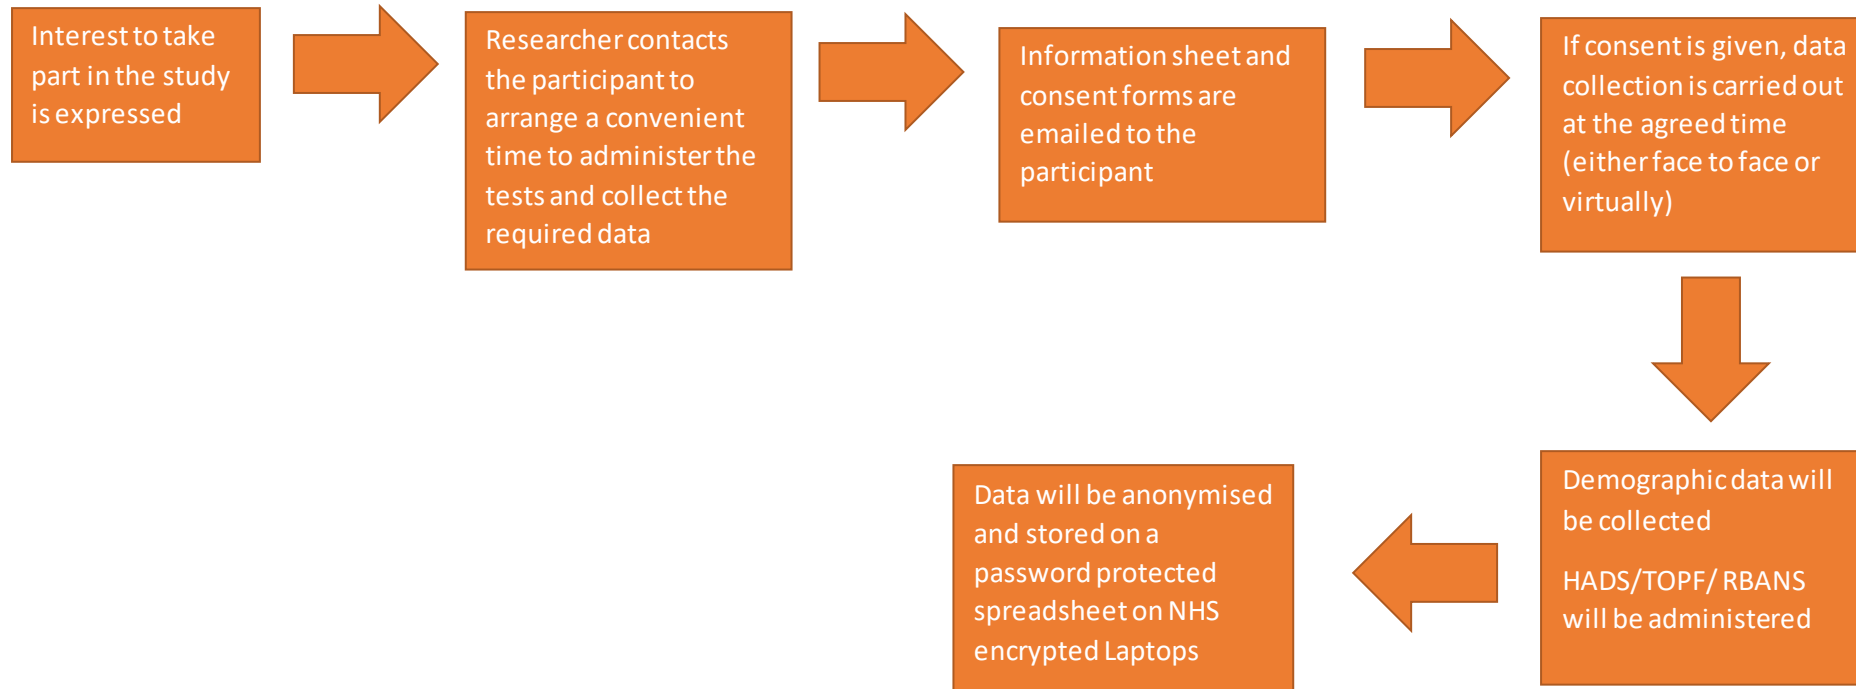 Interest to take
part in the study
is expressed
Researcher contacts
the participant to
arrange a convenient
time to administer the
tests and collect the
required data
Information sheet and
consent forms are
emailed to the
participant
If consent is given, data
collection is carried out
at the agreed time
(either face to face or
virtually)
Demographic data will
be collected
HADS/TOPF/ RBANS
will be administered
Data will be anonymised
and stored on a
password protected
spreadsheet on NHS
encrypted Laptops